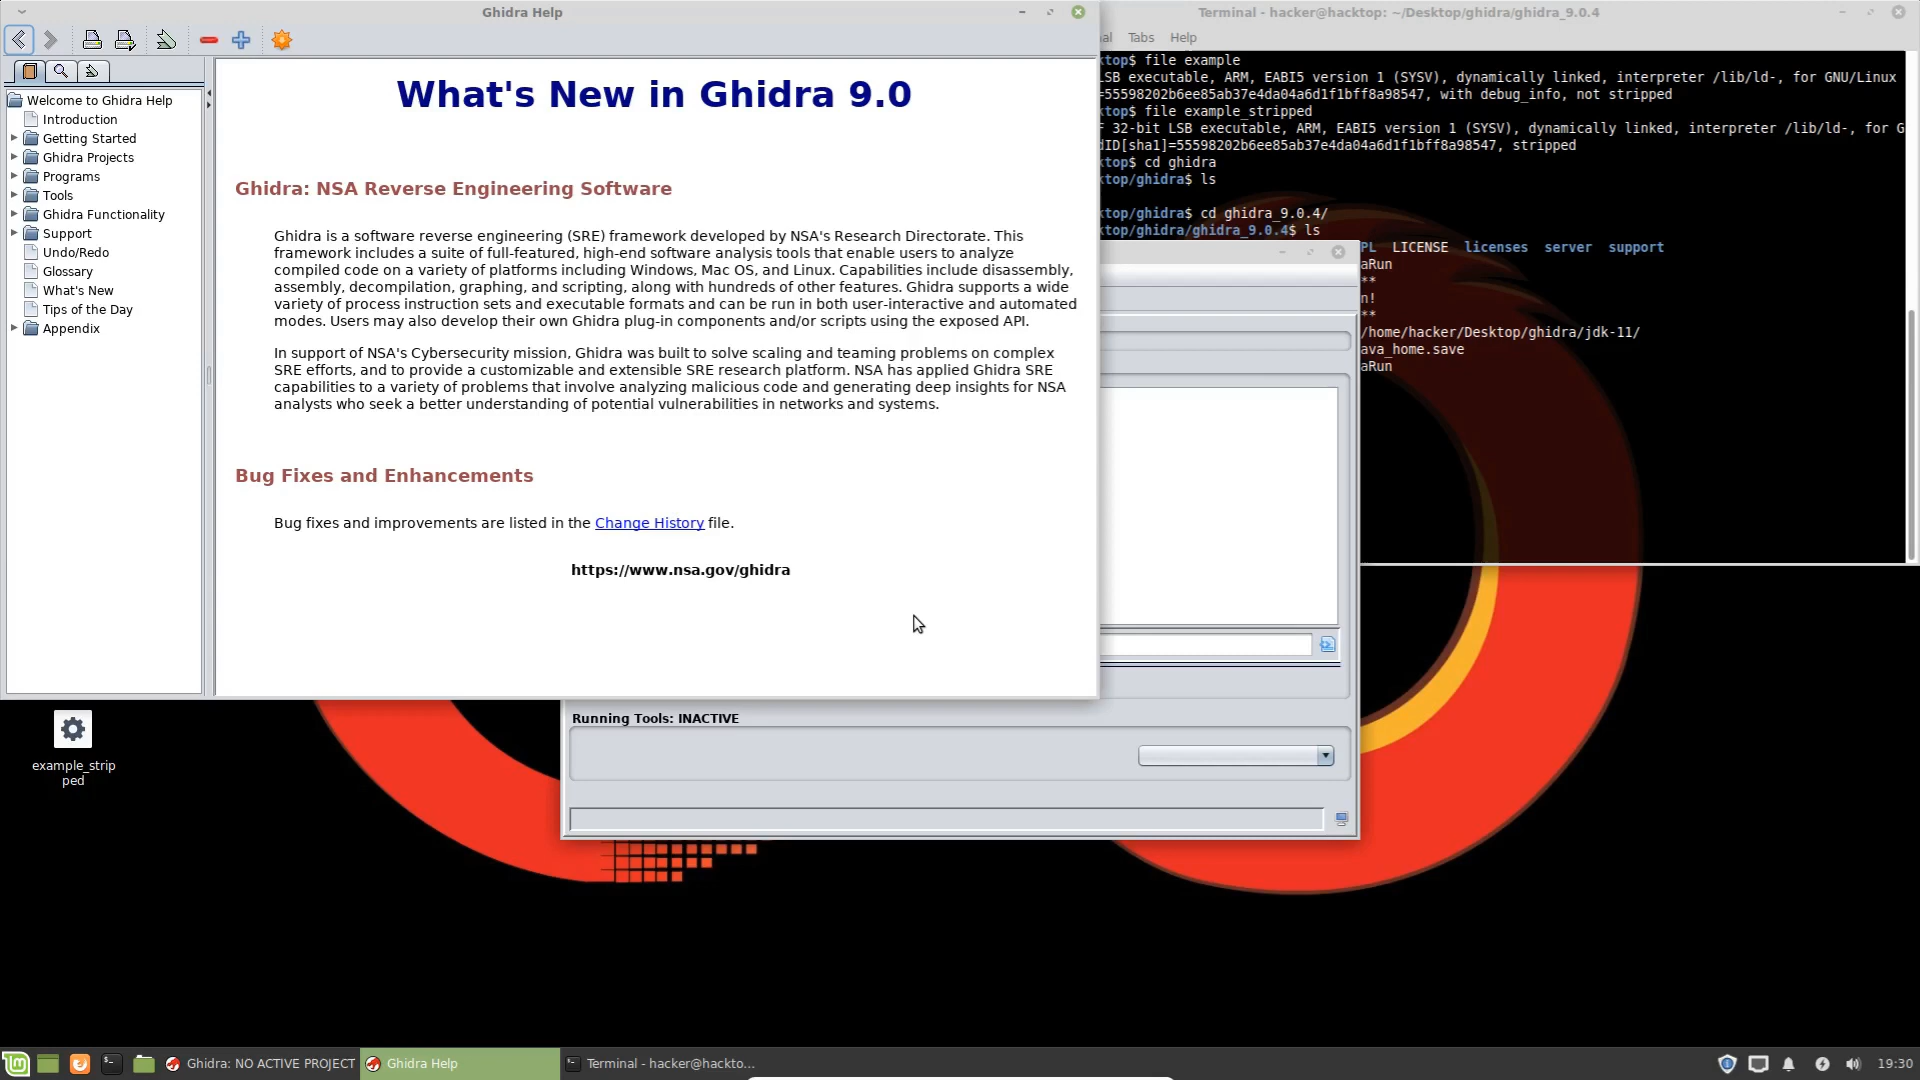 Ghidra Help
Welcome to Ghidra Help
Introduction
Getting Started
Ghidra Projects
Programs
Tools
Ghidra Functionality
Support
Undo/Redo
Glossary
What's New
Tips of the Day
Appendix
What's New in Ghidra 9.0
Ghidra: NSA Reverse Engineering Software
Ghidra is a software reverse engineering (SRE) framework developed by NSA's Research Directorate. This
framework includes a suite of full-featured, high-end software analysis tools that enable users to analyze
compiled code on a variety of platforms including Windows, Mac OS, and Linux. Capabilities include disassembly,
assembly, decompilation, graphing, and scripting, along with hundreds of other features. Ghidra supports a wide
variety of process instruction sets and executable formats and can be run in both user-interactive and automated
modes. Users may also develop their own Ghidra plug-in components and/or scripts using the exposed API.
In support of NSA's Cybersecurity mission, Ghidra was built to solve scaling and teaming problems on complex
SRE efforts, and to provide a customizable and extensible SRE research platform. NSA has applied Ghidra SRE
capabilities to a variety of problems that involve analyzing malicious code and generating deep insights for NSA
analysts who seek a better understanding of potential vulnerabilities in networks and systems.
Bug Fixes and Enhancements
Bug fixes and improvements are listed in the Change History file.
https://www.nsa.gov/ghidra
Terminal - hacker@hacktop: ~/Desktop/ghidra/ghidra_9.0.4
al Tabs Help
ktop$ file example
LSB executable, ARM, EABI5 version 1 (SYSV), dynamically linked, interpreter /lib/ld-, for GNU/Linux
=55598202b6ee85ab37e4da04a6d1f1bff8a98547, with debug_info, not stripped
ktop$ file example_stripped
F 32-bit LSB executable, ARM, EABI5 version 1 (SYSV), dynamically linked, interpreter /lib/ld-, for G
dID[sha1]=55598202b6ee85ab37e4da04a6d1f1bff8a98547, stripped
ktop$ cd ghidra
ktop/ghidra$ ls
ktop/ghidra$ cd ghidra_9.0.4/
ktop/ghidra/ghidra_9.0.4$ ls
PL LICENSE licenses server support
aRun
**
n!
**
/home/hacker/Desktop/ghidra/jdk-11/
ava_home.save
aRun
Running Tools: INACTIVE
example_strip
ped
Ghidra: NO ACTIVE PROJECT
Ghidra Help
Terminal - hacker@hackto...
19:30